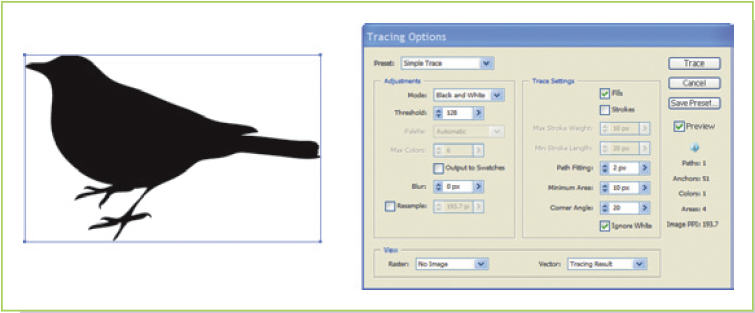 Tracing Options
Preset: Simple Trace
Trace
Cancel
Save Preset...
Preview
Paths: 1
Anchors: 51
Colors: 1
Areas: 4
Image PPI: 193.7
Adjustments
Mode: Black and White
Threshold: 128
Palette: Automatic
Max Colors: 6
Output to Swatches
Blur: 0 px
Resample: 193.7 pi
Trace Settings
Fills
Strokes
Max Stroke Weight: 10 px
Min Stroke Length: 20 px
Path Fitting: 2 px
Minimum Area: 10 px
Corner Angle: 20
Ignore White
View
Raster: No Image
Vector: Tracing Result